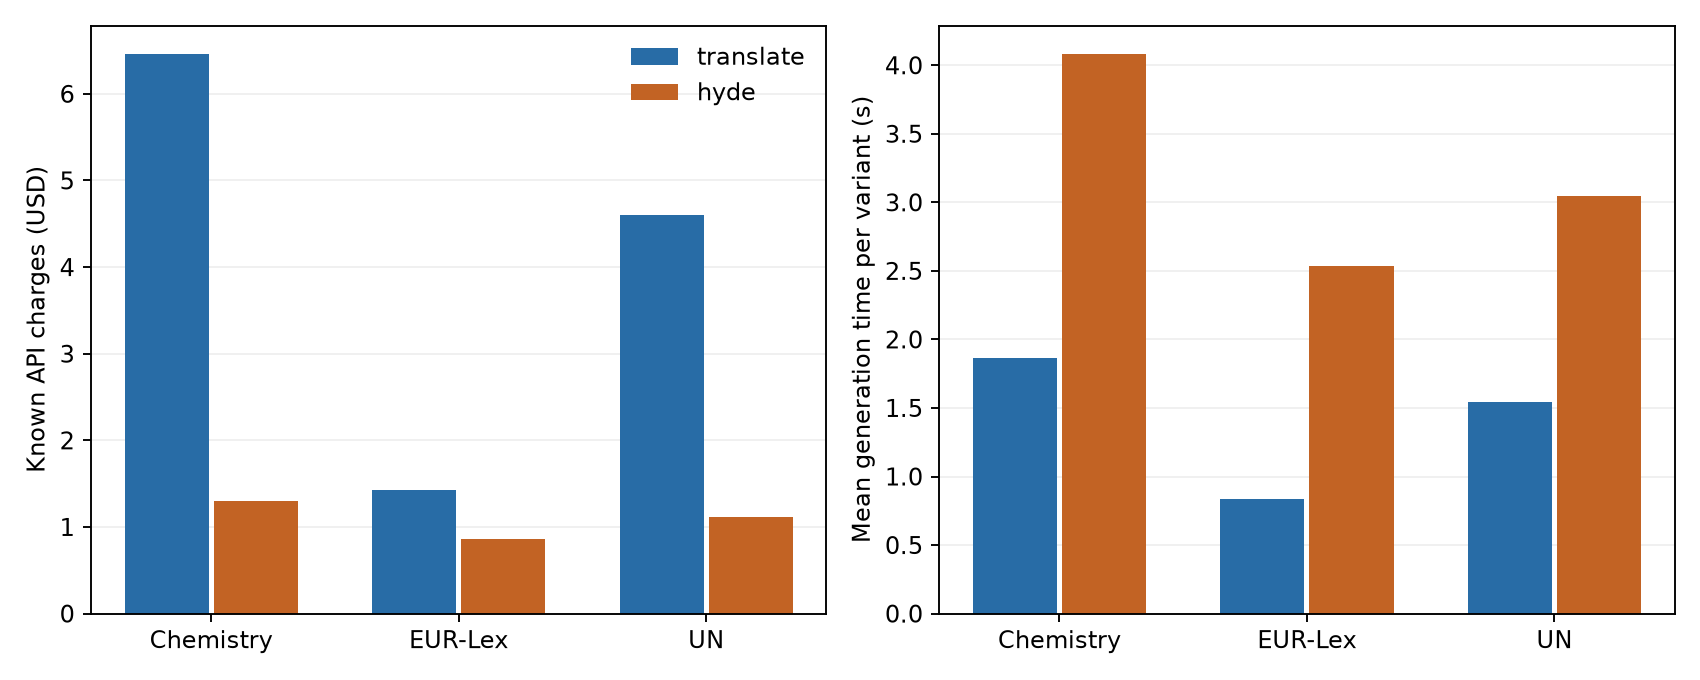 Known API charges (USD)
6
5
4
3
2
1
0
translate
hyde
Chemistry
EUR-Lex
UN
Mean generation time per variant (s)
4.0
3.5
3.0
2.5
2.0
1.5
1.0
0.5
0.0
Chemistry
EUR-Lex
UN